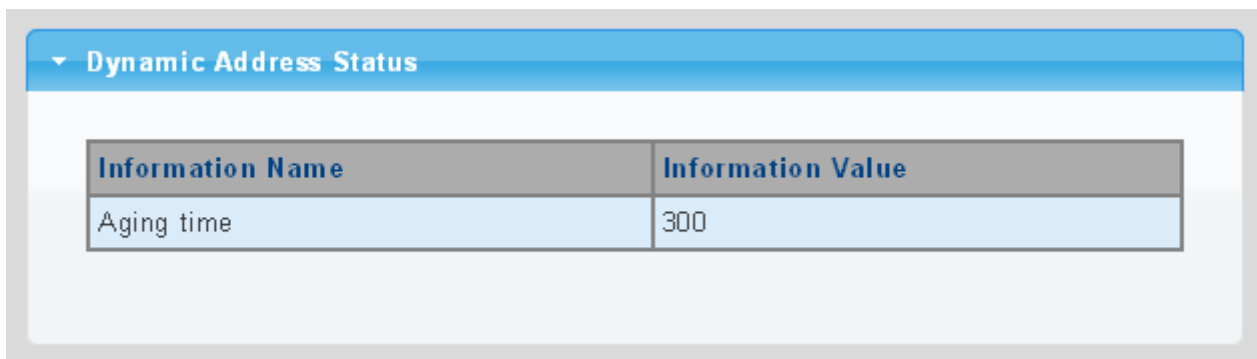 Dynamic Address Status
Information Name Information Value
Aging time 300